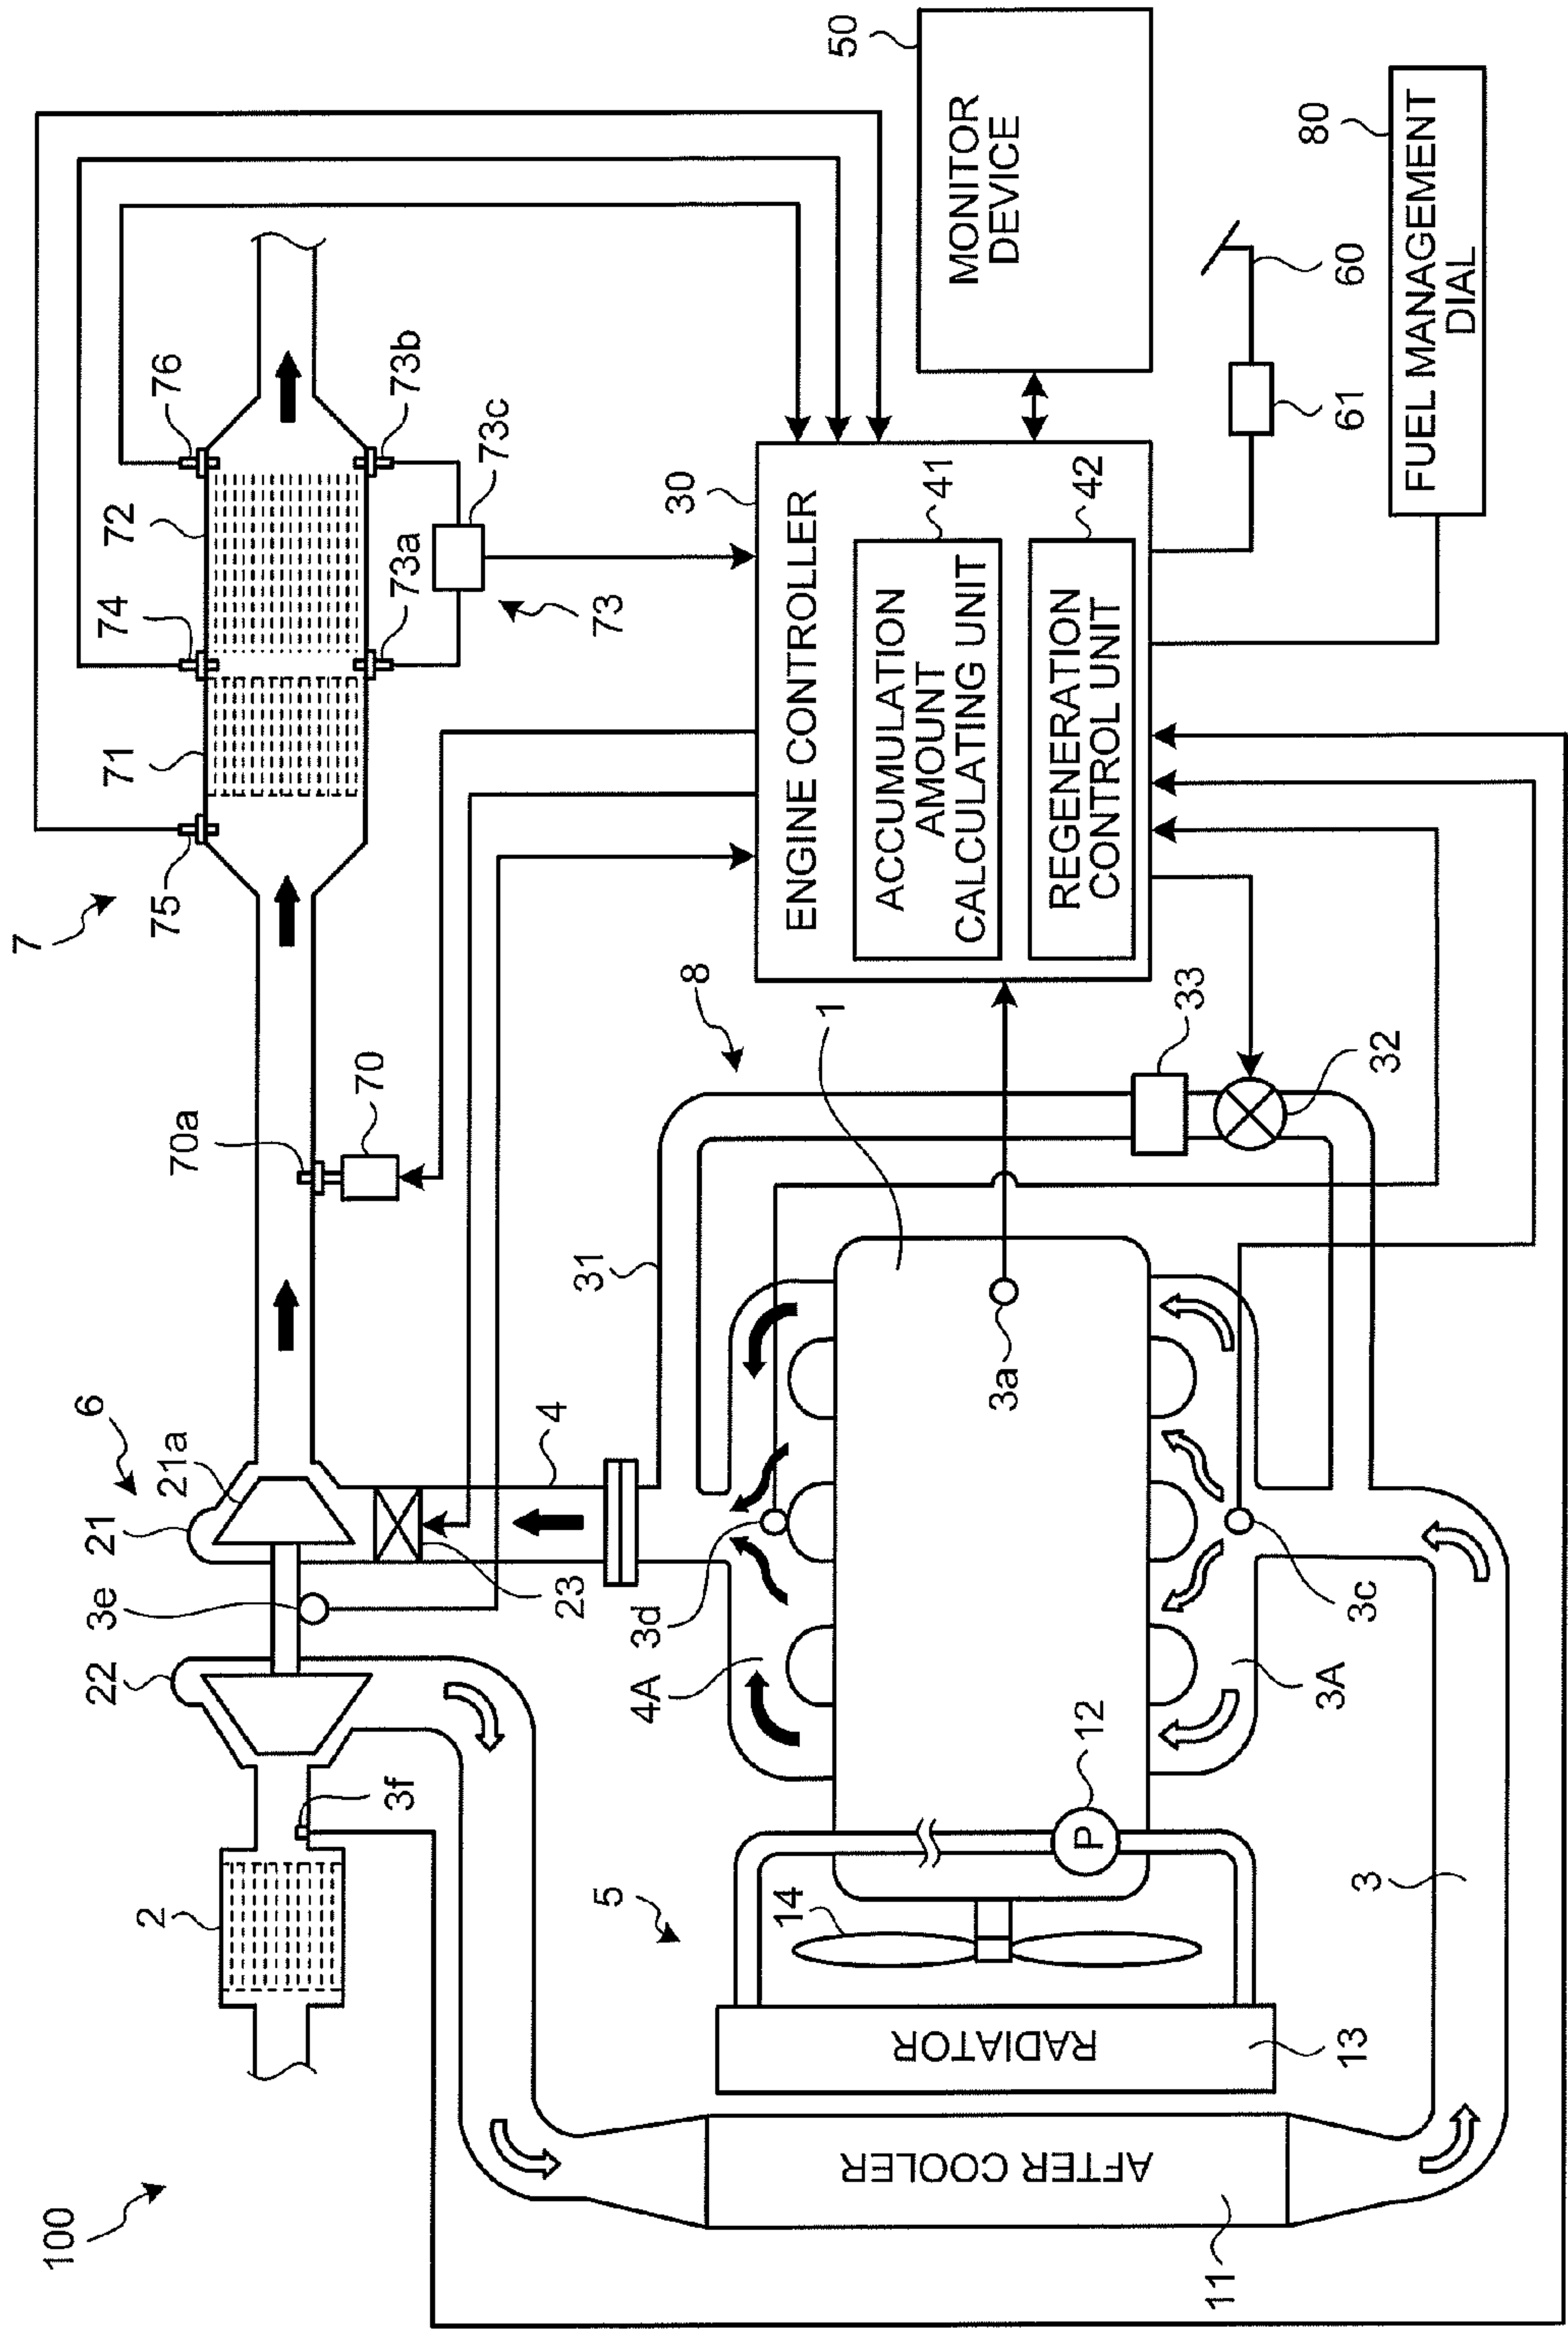 100
7
75
71
74
72
76
73b
73a
73c
73
6
21
21a
3e
22
2
3f
23
4
70a
70
31
8
1
33
32
30
ENGINE CONTROLLER
ACCUMULATION
AMOUNT
CALCULATING UNIT
41
REGENERATION
CONTROL UNIT
42
50
MONITOR
DEVICE
60
61
80
FUEL MANAGEMENT
DIAL
3a
3d
4A
3c
3A
12
P
14
5
RADIATOR
13
AFTER COOLER
11
3